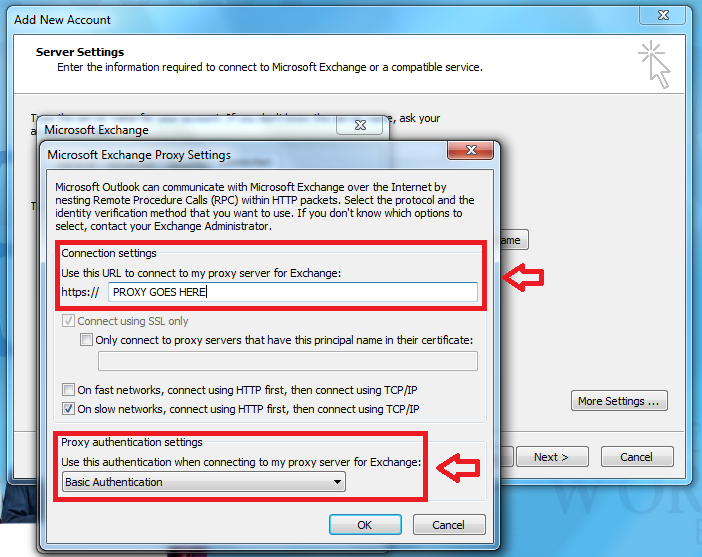 Add New Account
Server Settings
Enter the information required to connect to Microsoft Exchange or a compatible service.
ask your
Microsoft Exchange
Microsoft Exchange Proxy Settings
Microsoft Outlook can communicate with Microsoft Exchange over the Internet by
nesting Remote Procedure Calls (RPC) within HTTP packets. Select the protocol and the
identity verification method that you want to use. If you don't know which options to
select, contact your Exchange Administrator.
Connection settings
Use this URL to connect to my proxy server for Exchange:
https:// PROXY GOES HERE
Connect using SSL only
Only connect to proxy servers that have this principal name in their certificate:
On fast networks, connect using HTTP first, then connect using TCP/IP
On slow networks, connect using HTTP first, then connect using TCP/IP
More Settings ...
Proxy authentication settings
Use this authentication when connecting to my proxy server for Exchange:
Basic Authentication
Next >
Cancel
OK
Cancel